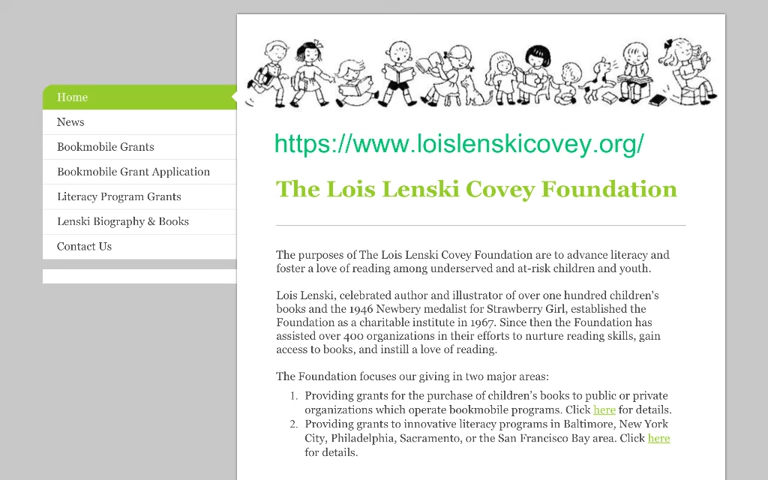 Home
News
Bookmobile Grants
Bookmobile Grant Application
Literacy Program Grants
Lenski Biography & Books
Contact Us
https://www.loislenskicovey.org/
The Lois Lenski Covey Foundation
The purposes of The Lois Lenski Covey Foundation are to advance literacy and
foster a love of reading among underserved and at-risk children and youth.
Lois Lenski, celebrated author and illustrator of over one hundred children's
books and the 1946 Newbery medalist for Strawberry Girl, established the
Foundation as a charitable institute in 1967. Since then the Foundation has
assisted over 400 organizations in their efforts to nurture reading skills, gain
access to books, and instill a love of reading.
The Foundation focuses our giving in two major areas:
1. Providing grants for the purchase of children's books to public or private
organizations which operate bookmobile programs. Click here for details.
2. Providing grants to innovative literacy programs in Baltimore, New York
City, Philadelphia, Sacramento, or the San Francisco Bay area. Click here
for details.